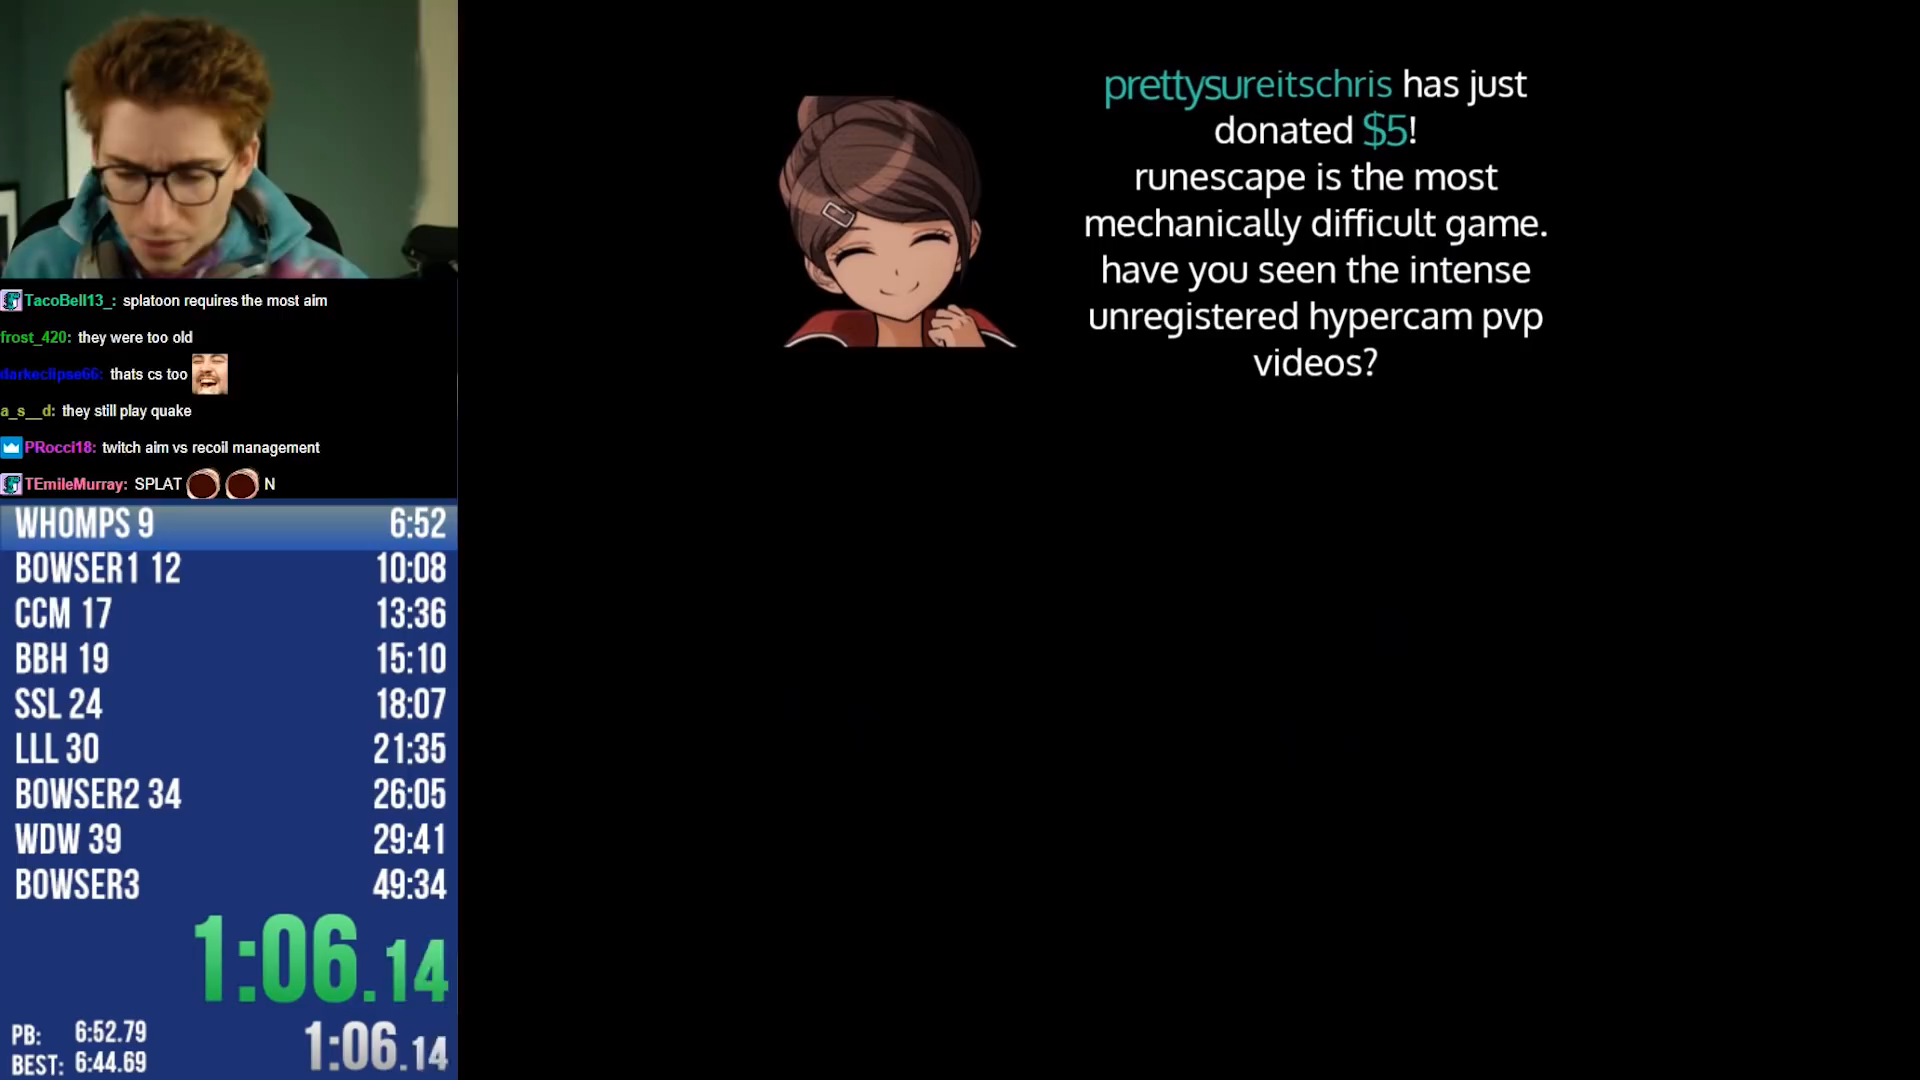 prettysureitschris has just
donated $5!
runescape is the most
mechanically difficult game.
have you seen the intense
unregistered hypercam pvp
videos?
TacoBell13_: splatoon requires the most aim
frost_420: they were too old
darkeclipse66: thats cs too
a_s__d: they still play quake
PRocci18: twitch aim vs recoil management
TEmileMurray: SPLAT N
WHOMPS 9 6:52
BOWSER1 12 10:08
CCM 17 13:36
BBH 19 15:10
SSL 24 18:07
LLL 30 21:35
BOWSER2 34 26:05
WDW 39 29:41
BOWSER3 49:34
1:06.14
PB: 6:52.79
BEST: 6:44.69
1:06.14